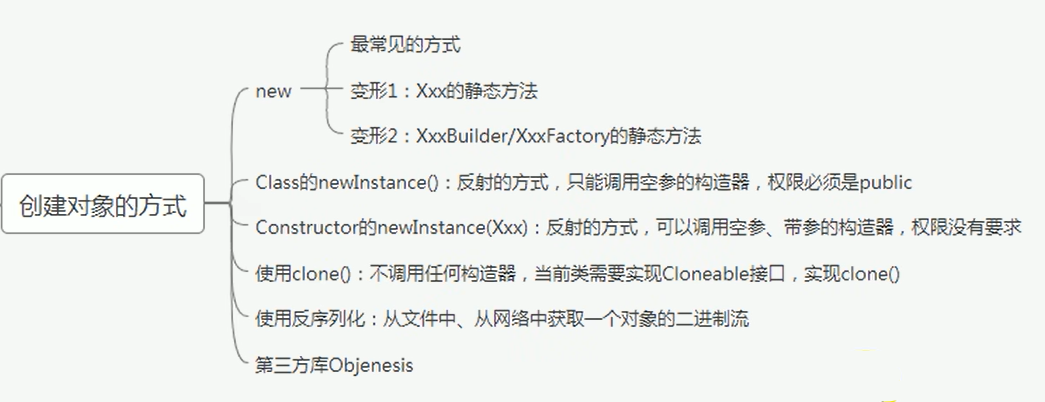 最常见的方式
new
变形1：Xxx的静态方法
变形2：XxxBuilder/XxxFactory的静态方法
创建对象的方式
Class的newInstance()：反射的方式，只能调用空参的构造器，权限必须是public
Constructor的newInstance(Xxx)：反射的方式，可以调用空参、带参的构造器，权限没有要求
使用clone()：不调用任何构造器，当前类需要实现Cloneable接口，实现clone()
使用反序列化：从文件中、从网络中获取一个对象的二进制流
第三方库Objenesis